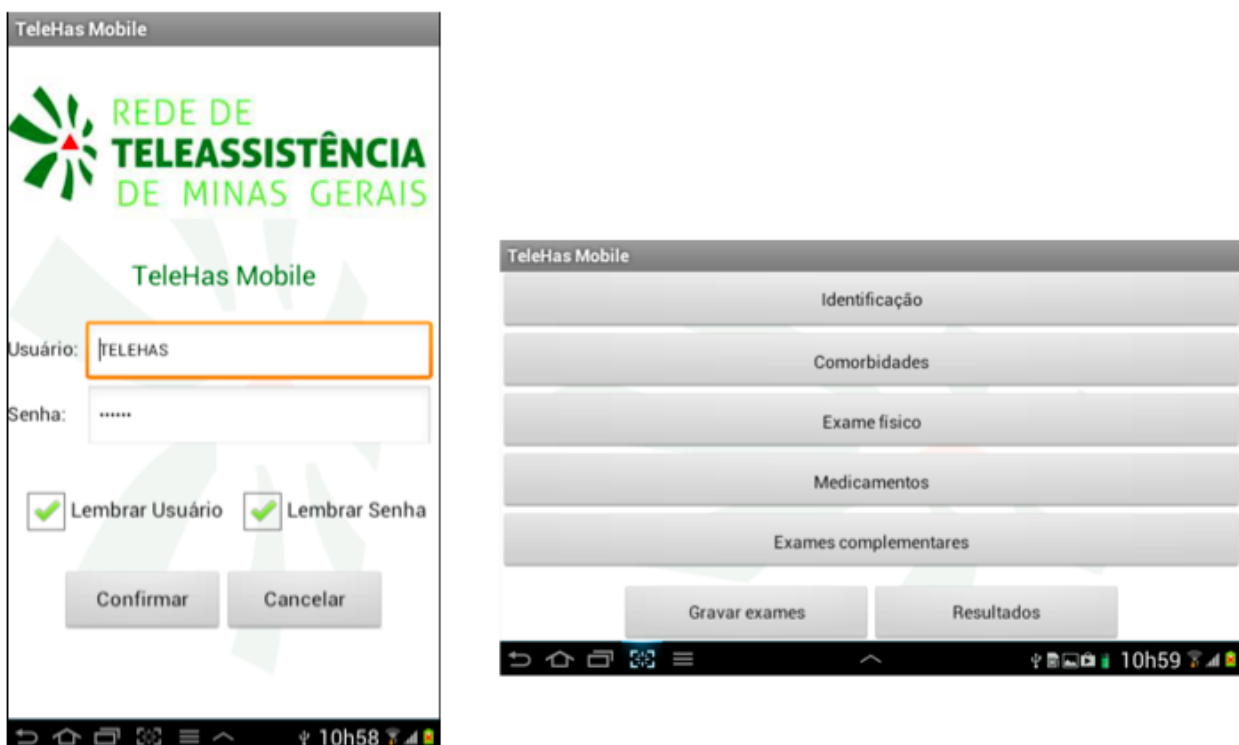 TeleHas Mobile
REDE DE
TELEASSISTÊNCIA
DE MINAS GERAIS
TeleHas Mobile
Usuário: TELEHAS
Senha: ······
Lembrar Usuário Lembrar Senha
Confirmar Cancelar
10h58
TeleHas Mobile
Identificação
Comorbidades
Exame físico
Medicamentos
Exames complementares
Gravar exames Resultados
10h59